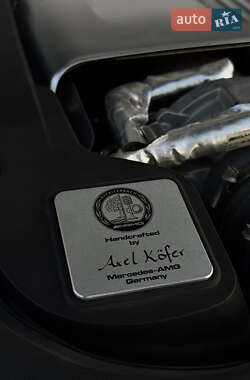 auto RIA
Handcrafted
by
Axel Köfer
Mercedes-AMG
Germany